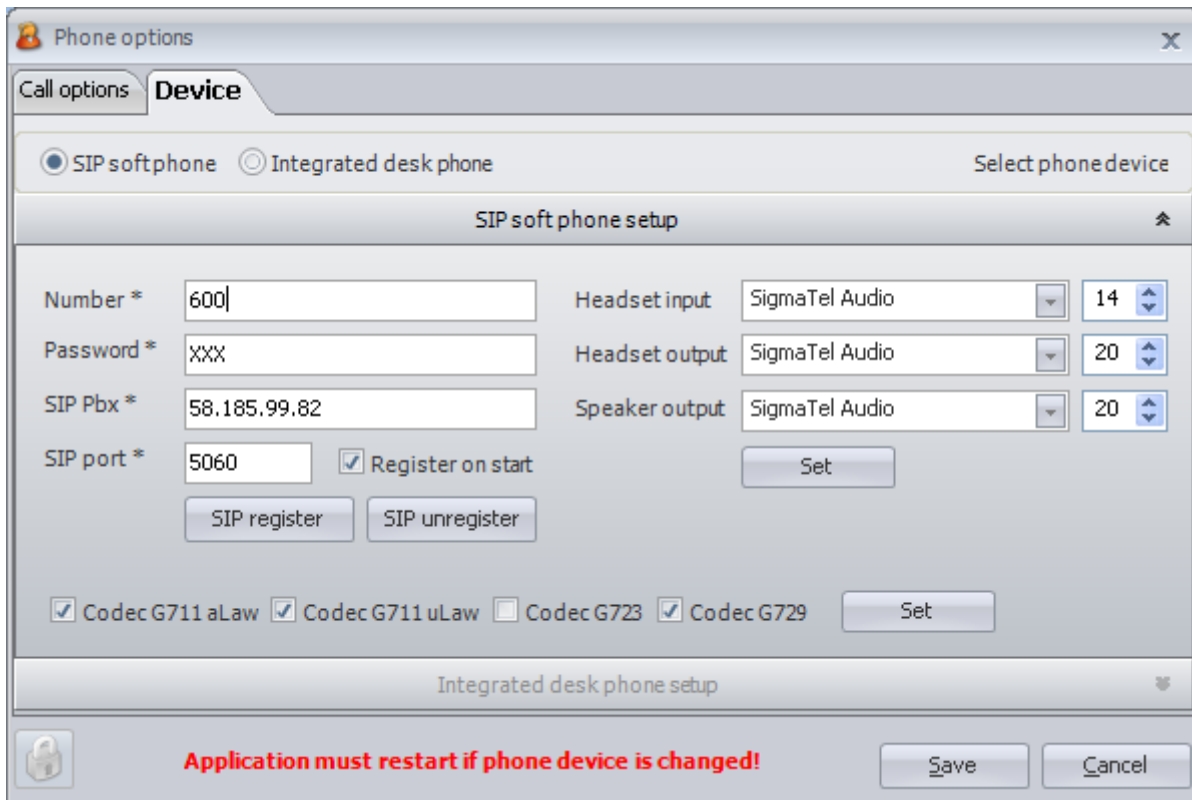 Phone options
Call options Device
SIP soft phone Integrated desk phone Select phone device
SIP soft phone setup
Number * 600 Headset input SigmaTel Audio 14
Password * xxx Headset output SigmaTel Audio 20
SIP Pbx * 58.185.99.82 Speaker output SigmaTel Audio 20
SIP port * 5060 Register on start Set
SIP register SIP unregister
Codec G711 aLaw Codec G711 uLaw Codec G723 Codec G729 Set
Integrated desk phone setup
Application must restart if phone device is changed! Save Cancel